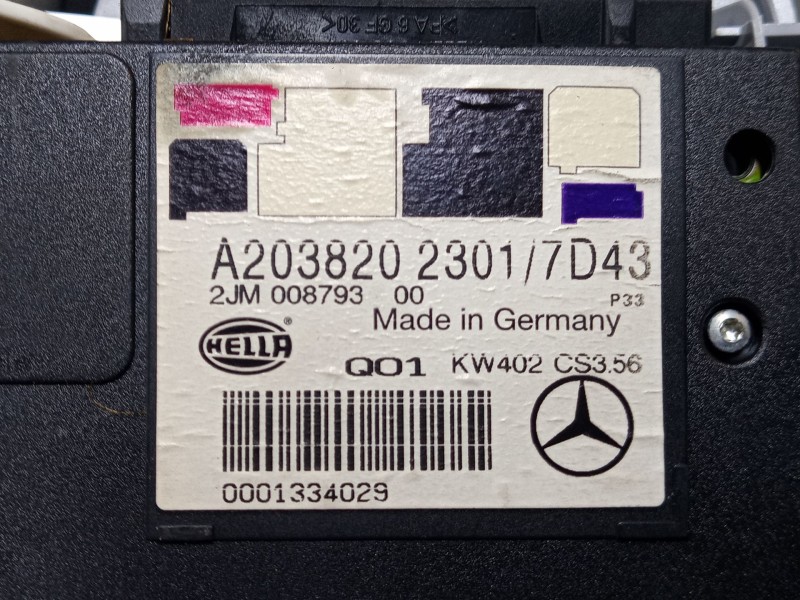 >PA 6 GF 30<
A203820 2301/7D43
2JM 008793 00
P33
Made in Germany
HELLA ®
Q01 KW402 CS3.56
0001334029